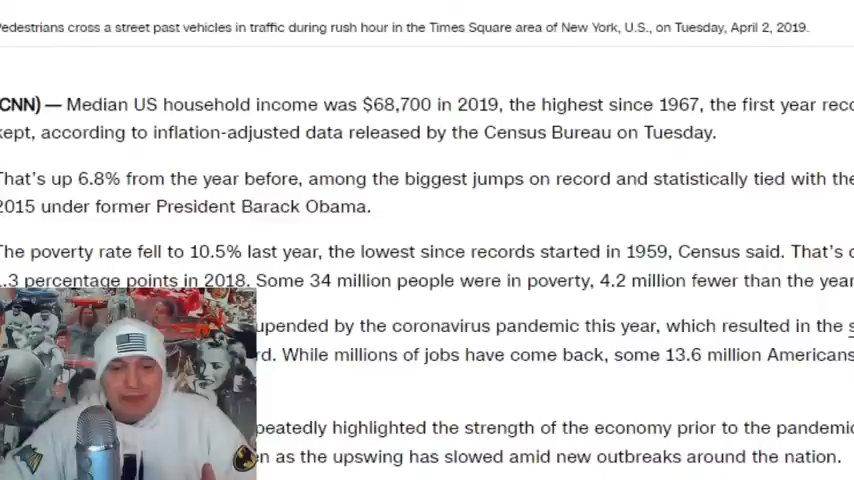 Pedestrians cross a street past vehicles in traffic during rush hour in the Times Square area of New York, U.S., on Tuesday, April 2, 2019.
CNN) — Median US household income was $68,700 in 2019, the highest since 1967, the first year
kept, according to inflation-adjusted data released by the Census Bureau on Tuesday.
That's up 6.8% from the year before, among the biggest jumps on record and statistically tied with
2015 under former President Barack Obama.
The poverty rate fell to 10.5% last year, the lowest since records started in 1959, Census said. That's
1.3 percentage points in 2018. Some 34 million people were in poverty, 4.2 million fewer than the
upended by the coronavirus pandemic this year, which resulted in the
While millions of jobs have come back, some 13.6 million Americans
highlighted the strength of the economy prior to the
as the upswing has slowed amid new outbreaks around the nation.